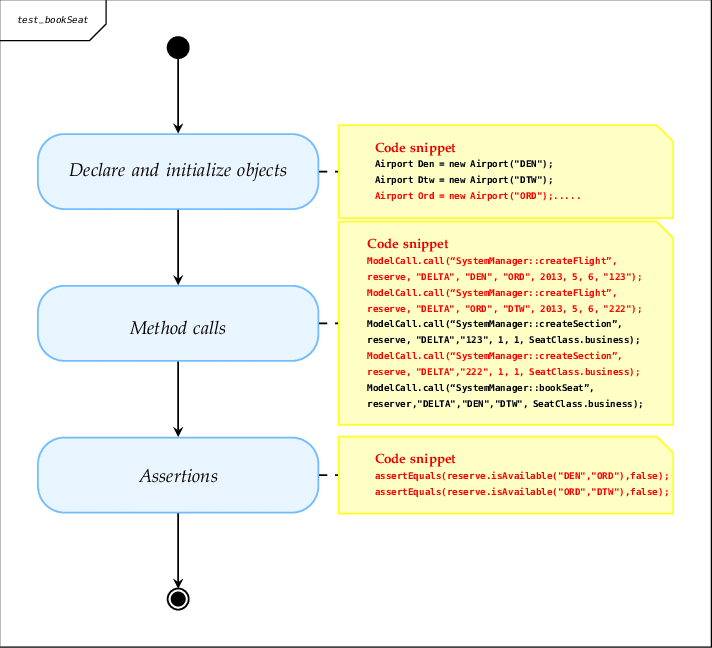 test_bookSeat
Declare and initialize objects
Code snippet
Airport Den = new Airport("DEN");
Airport Dtw = new Airport("DTW");
Airport Ord = new Airport("ORD");.....
Code snippet
ModelCall.call(“SystemManager::createFlight”,
reserve, "DELTA", "DEN", "ORD", 2013, 5, 6, "123");
ModelCall.call(“SystemManager::createFlight”,
reserve, "DELTA", "ORD", "DTW", 2013, 5, 6, "222");
ModelCall.call(“SystemManager::createSection”,
reserve, "DELTA","123", 1, 1, SeatClass.business);
ModelCall.call(“SystemManager::createSection”,
reserve, "DELTA","222", 1, 1, SeatClass.business);
ModelCall.call(“SystemManager::bookSeat”,
reserver,"DELTA","DEN","DTW", SeatClass.business);
Method calls
Code snippet
assertEquals(reserve.isAvailable("DEN","ORD"),false);
assertEquals(reserve.isAvailable("ORD","DTW"),false);
Assertions